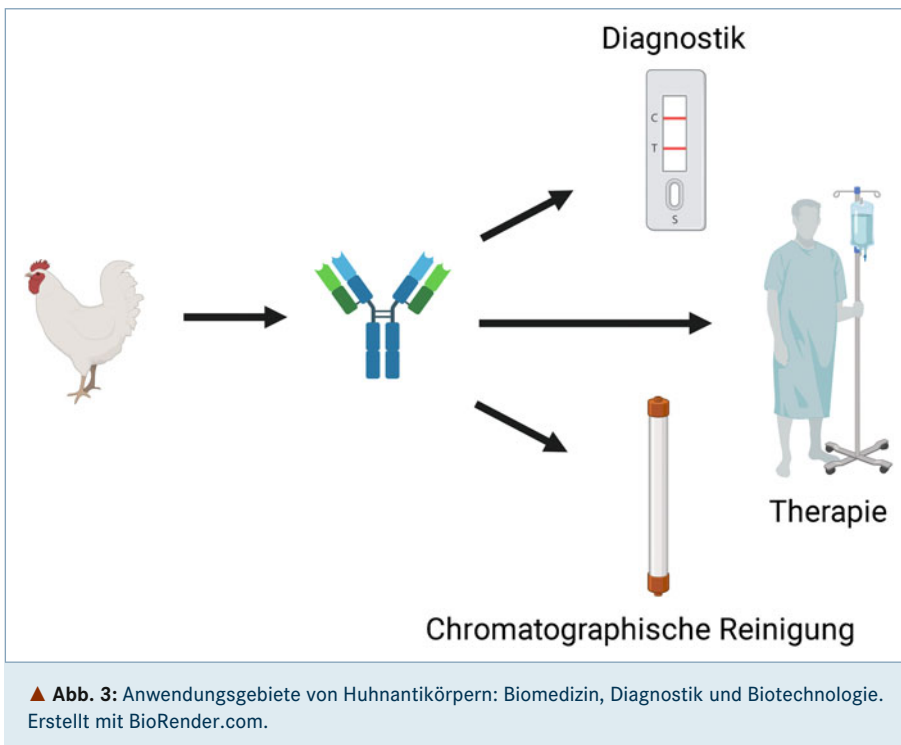 Diagnostik
C
T
S
Therapie
Chromatographische Reinigung
▲ Abb. 3: Anwendungsgebiete von Huhnantikörpern: Biomedizin, Diagnostik und Biotechnologie.
Erstellt mit BioRender.com.